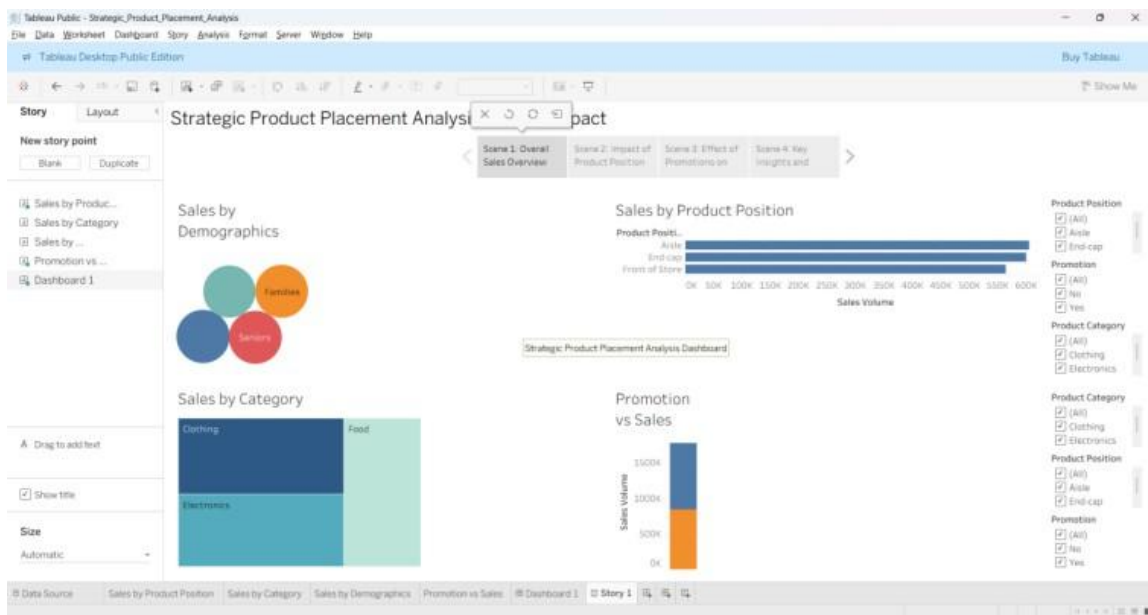 Tableau Public - Strategic_Product_Placement_Analysis
File Data Worksheet Dashboard Story Analysis Format Server Window Help
Tableau Desktop Public Edition
Buy Tableau
Show Me
Story Layout
New story point
Blank Duplicate
Sales by Produc...
Sales by Category
Sales by ...
Promotion vs ...
Dashboard 1
A Drag to add text
Show title
Size
Automatic
Strategic Product Placement Analysi pact
Scene 1: Overall
Sales Overview
Scene 2: Impact of
Product Position
Scene 3: Effect of
Promotions on
Scene 4: Key
Insights and
Sales by
Demographics
Families
Seniors
Sales by Product Position
Product Positi...
Aisle
End-cap
Front of Store
0K 50K 100K 150K 200K 250K 300K 350K 400K 450K 500K 550K 600K
Sales Volume
Strategic Product Placement Analysis Dashboard
Sales by Category
Clothing
Food
Electronics
Promotion
vs Sales
Sales Volume
1500K
1000K
500K
0K
Product Position
(All)
Aisle
End-cap
Promotion
(All)
No
Yes
Product Category
(All)
Clothing
Electronics
Product Category
(All)
Clothing
Electronics
Product Position
(All)
Aisle
End-cap
Promotion
(All)
No
Yes
Data Source Sales by Product Position Sales by Category Sales by Demographics Promotion vs Sales Dashboard 1 Story 1